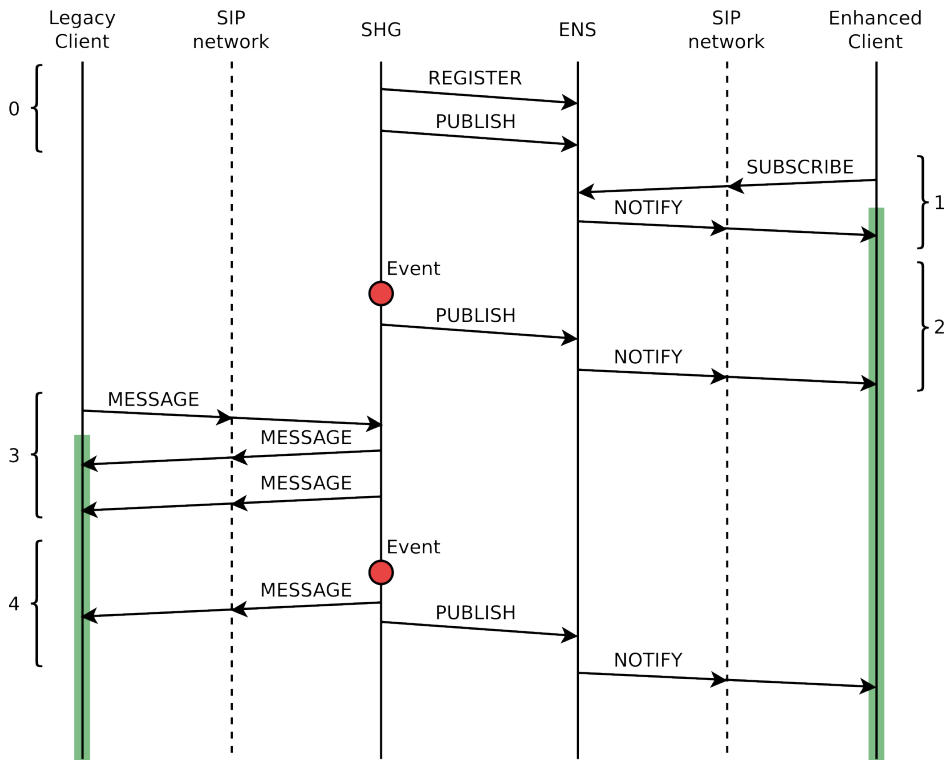 Legacy
Client
SIP
network
SHG
ENS
SIP
network
Enhanced
Client
0
REGISTER
PUBLISH
SUBSCRIBE
1
NOTIFY
Event
2
PUBLISH
NOTIFY
MESSAGE
3
MESSAGE
MESSAGE
Event
4
MESSAGE
PUBLISH
NOTIFY